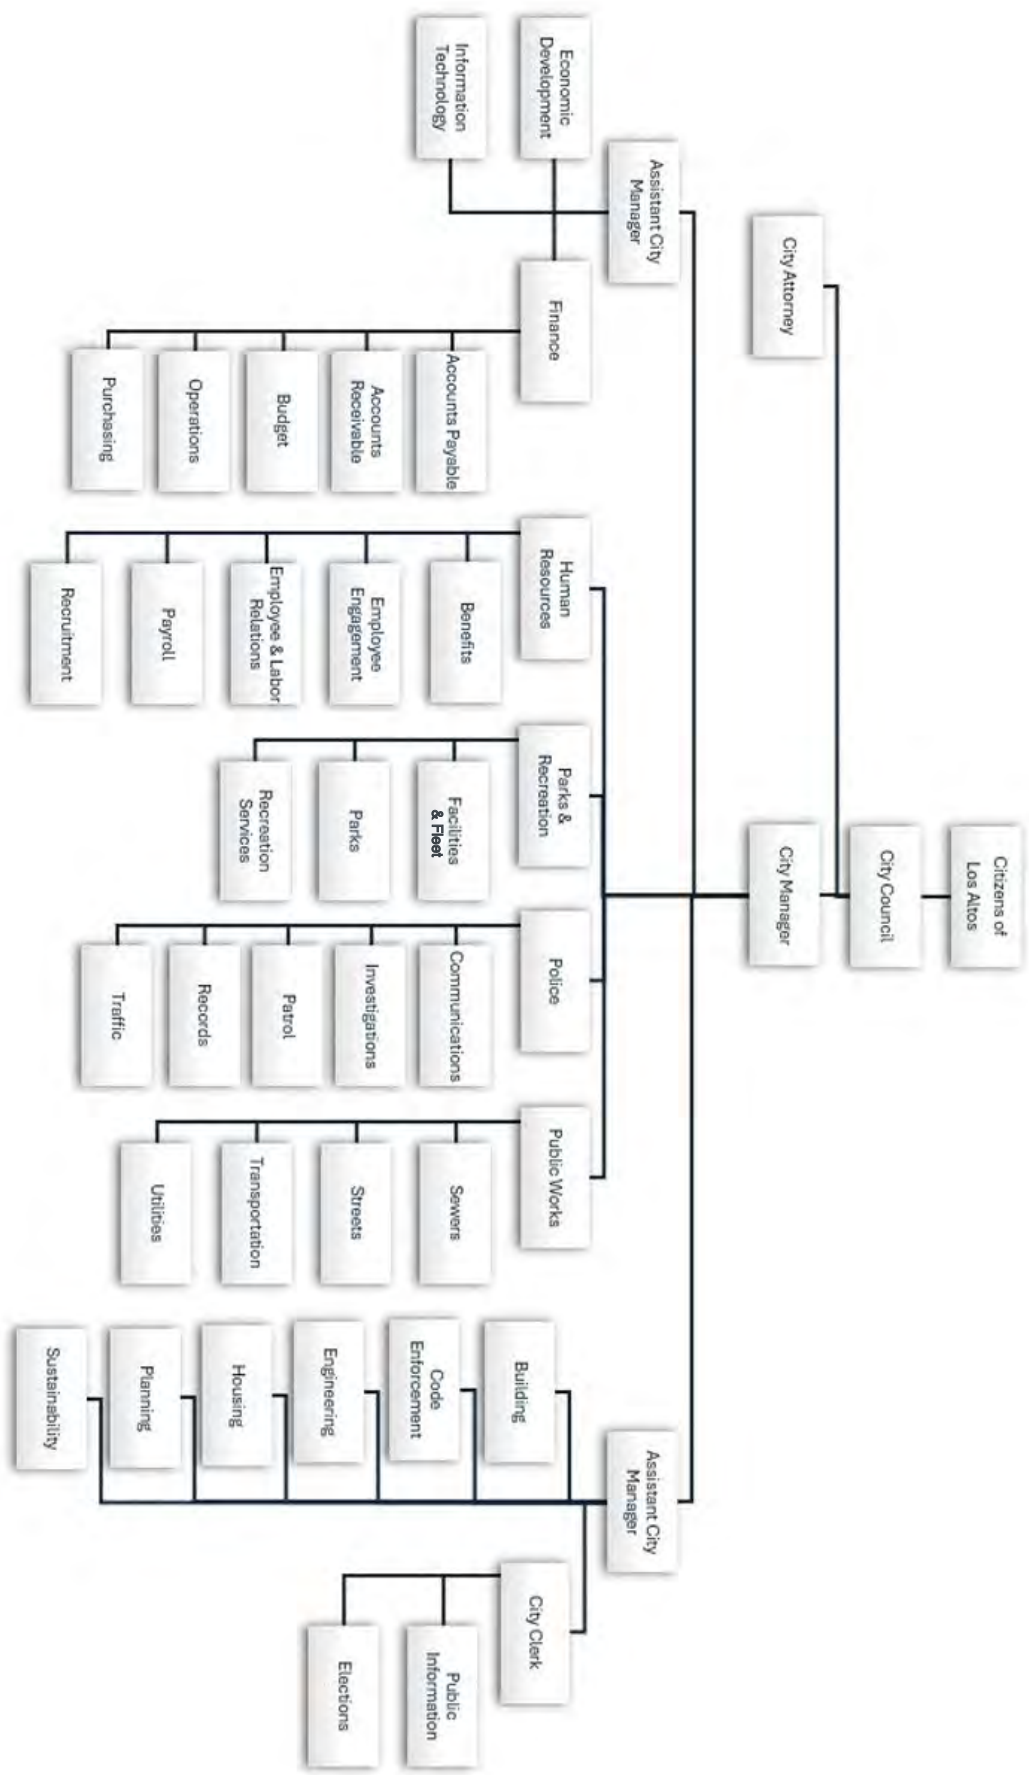 Citizens of
Los Altos
City Council
City Attorney
City Manager
Assistant City
Manager
Assistant City
Manager
Economic
Development
Information
Technology
Finance
Accounts Payable
Accounts
Receivable
Budget
Operations
Purchasing
Human
Resources
Benefits
Employee
Engagement
Employee & Labor
Relations
Payroll
Recruitment
Parks &
Recreation
Facilities
& Fleet
Parks
Recreation
Services
Police
Communications
Investigations
Patrol
Records
Traffic
Public Works
Sewers
Streets
Transportation
Utilities
Building
Code
Enforcement
Engineering
Housing
Planning
Sustainability
City Clerk
Public
Information
Elections